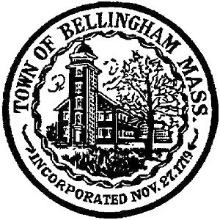 TOWN OF BELLINGHAM MASS
INCORPORATED NOV. 27. 1719